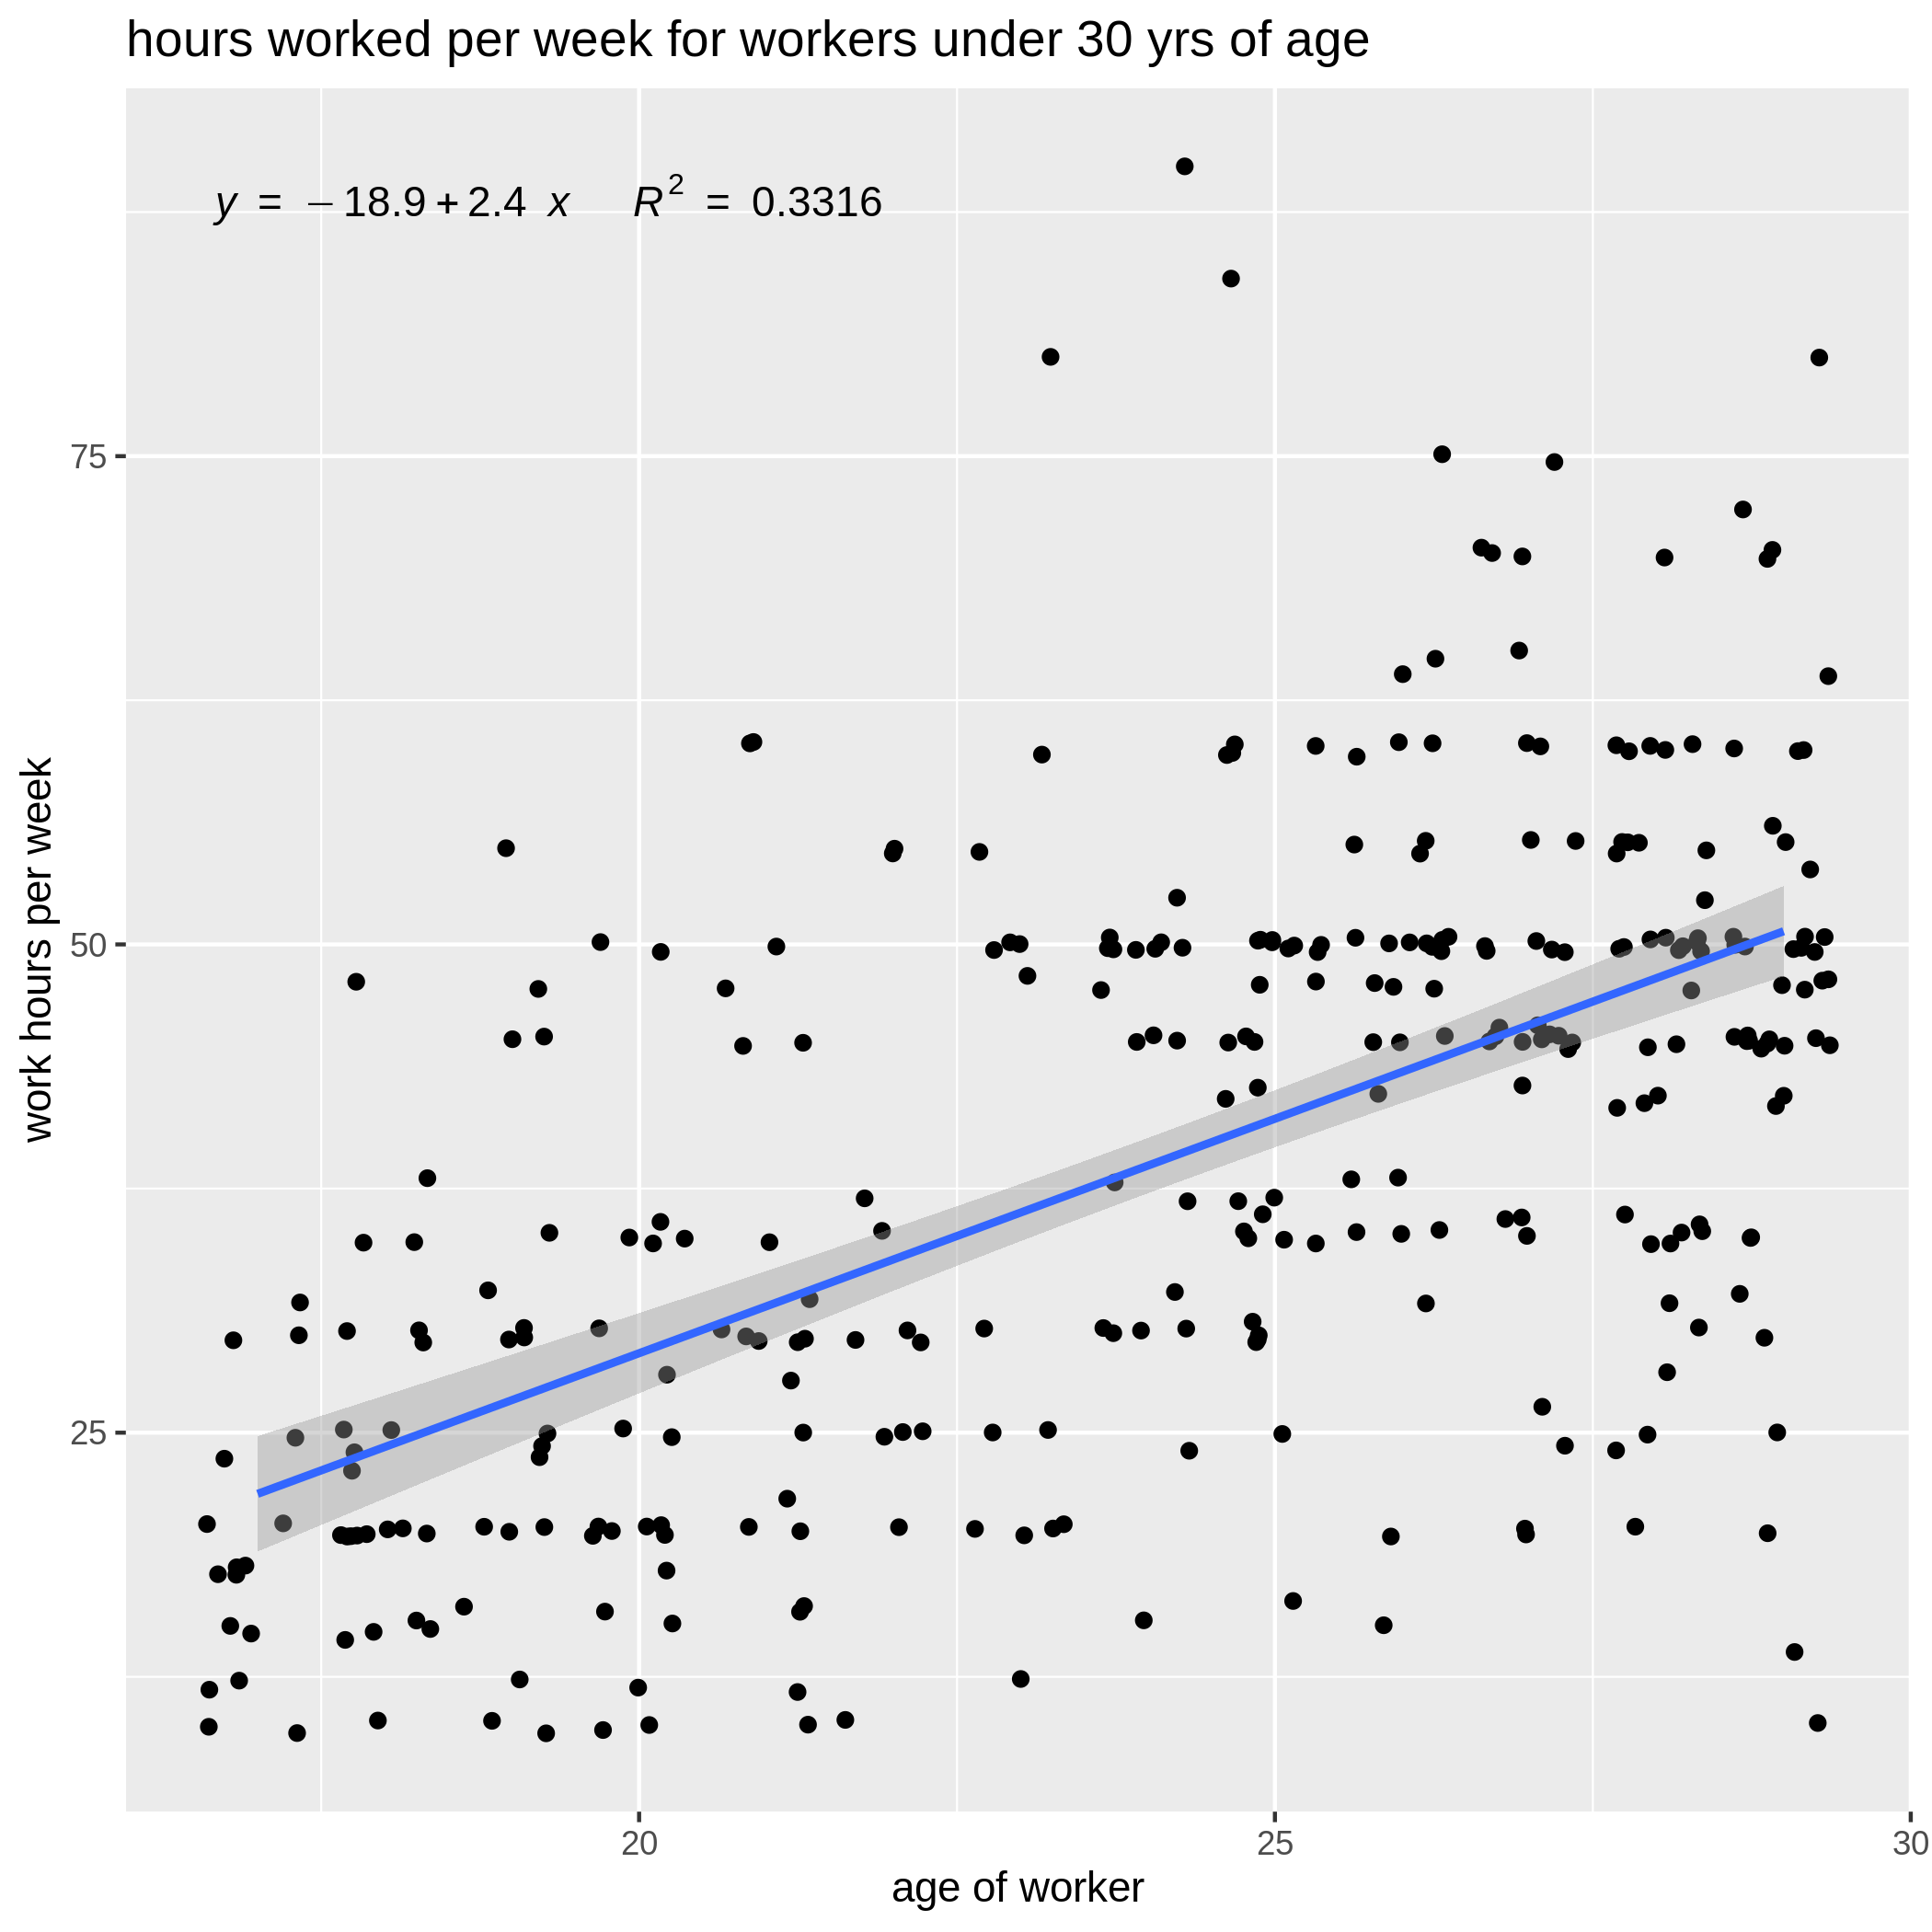 hours worked per week for workers under 30 yrs of age
y = −18.9+2.4 x R² = 0.3316
75
50
25
work hours per week
20 25 30
age of worker